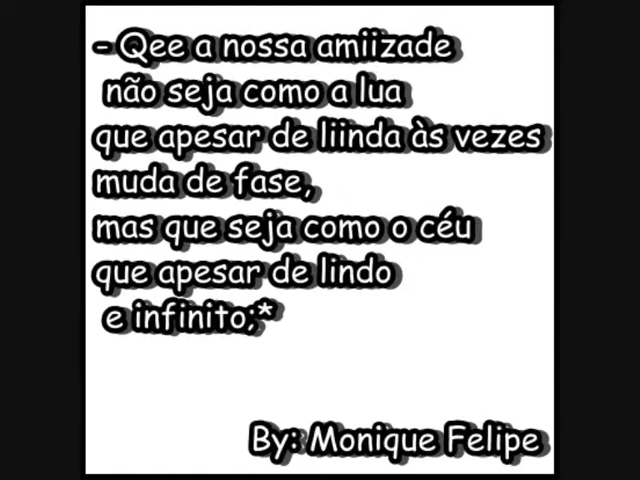 - Qee a nossa amiizade
não seja como a lua
que apesar de liinda às vezes
muda de fase,
mas que seja como o céu
que apesar de lindo
e infinito;*
By: Monique Felipe